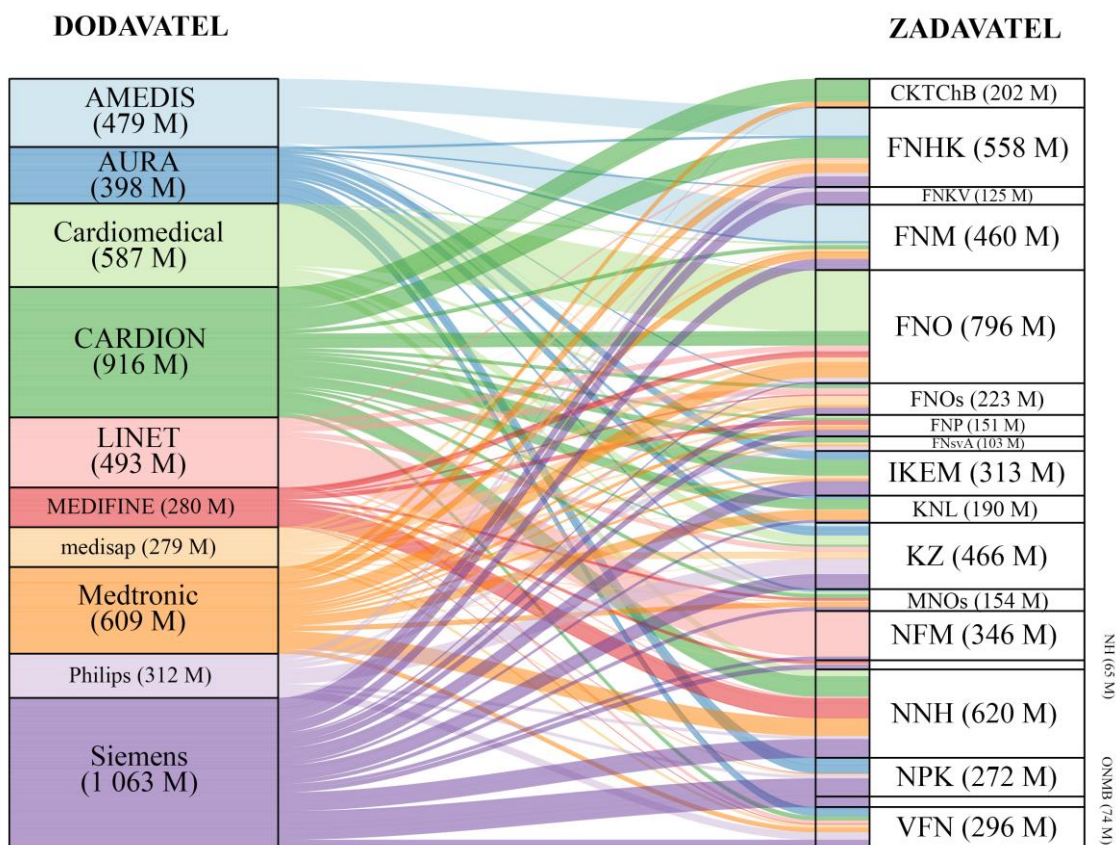 DODAVATEL
AMEDIS
(479 M)
AURA
(398 M)
Cardiomedical
(587 M)
CARDION
(916 M)
LINET
(493 M)
MEDIFINE (280 M)
medisap (279 M)
Medtronic
(609 M)
Philips (312 M)
Siemens
(1 063 M)
ZADAVATEL
CKTChB (202 M)
FNHK (558 M)
FNKV (125 M)
FNM (460 M)
FNO (796 M)
FNOs (223 M)
FNP (151 M)
FNsvA (103 M)
IKEM (313 M)
KNL (190 M)
KZ (466 M)
MNOs (154 M)
NFM (346 M)
NH (65 M)
NNH (620 M)
NPK (272 M)
ONMB (74 M)
VFN (296 M)